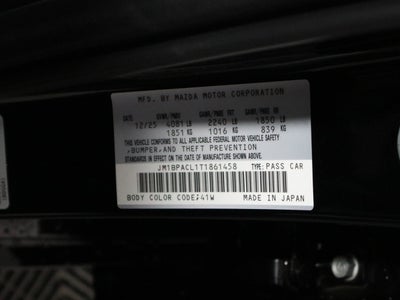 MFD. BY MAZDA MOTOR CORPORATION
DATE GVWR/PNBV GAWR/PNBE FRT GAWR/PNBE RR
12/25 4081 LB 2240 LB 1850 LB
1851 KG 1016 KG 839 KG
THIS VEHICLE CONFORMS TO ALL
APPLICABLE FEDERAL MOTOR VEHICLE SAFETY
,BUMPER,AND THEFT PREVENTION
STANDARDS IN EFFECT ON THE DATE OF MANUFACTURE SHOWN ABOVE.
JM1BPACL1T1861458 TYPE:PASS CAR
BODY COLOR CODE:41W MADE IN JAPAN